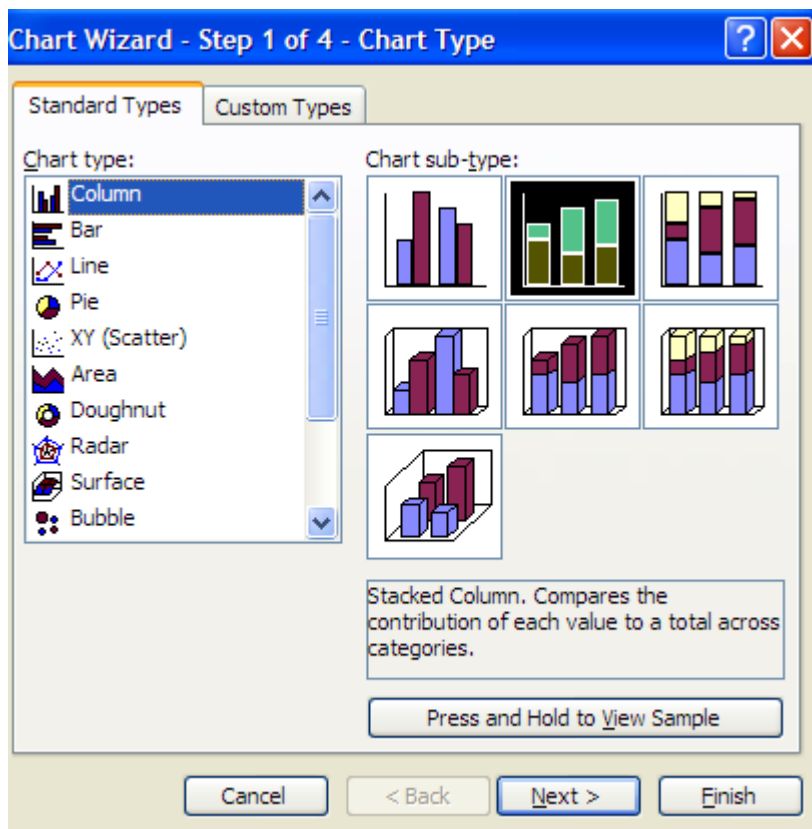 Chart Wizard - Step 1 of 4 - Chart Type
Standard Types
Custom Types
Chart type:
Column
Bar
Line
Pie
XY (Scatter)
Area
Doughnut
Radar
Surface
Bubble
Chart sub-type:
Stacked Column. Compares the
contribution of each value to a total across
categories.
Press and Hold to View Sample
Cancel
< Back
Next >
Finish